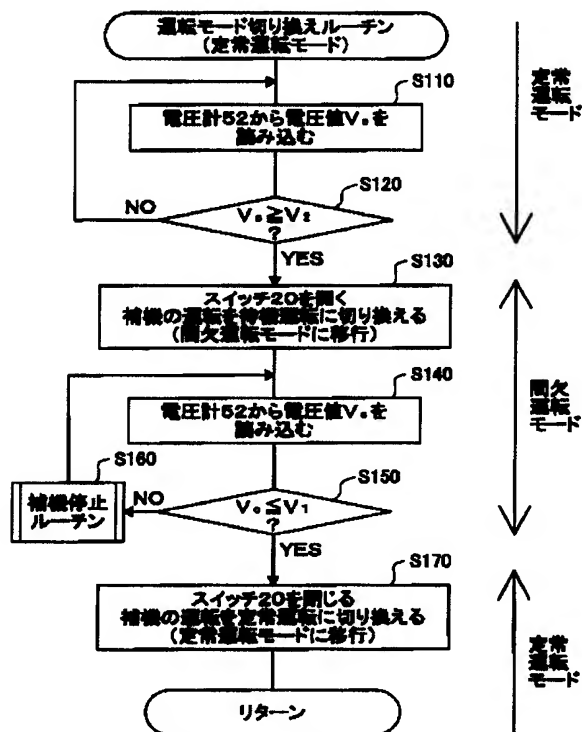 運転モード切り換えルーチン
(定常運転モード)
S110
電圧計52から電圧値V。を
読み込む
S120
V。≧V₂
?
NO
YES
S130
スイッチ20を開く
補機の運転を待機運転に切り換える
(間欠運転モードに移行)
S140
電圧計52から電圧値V。を
読み込む
S160
補機停止
ルーチン
S150
V。≦V₁
?
NO
YES
S170
スイッチ20を閉じる
補機の運転を定常運転に切り換える
(定常運転モードに移行)
リターン
定常
運転
モード
間欠
運転
モード
定常
運転
モード